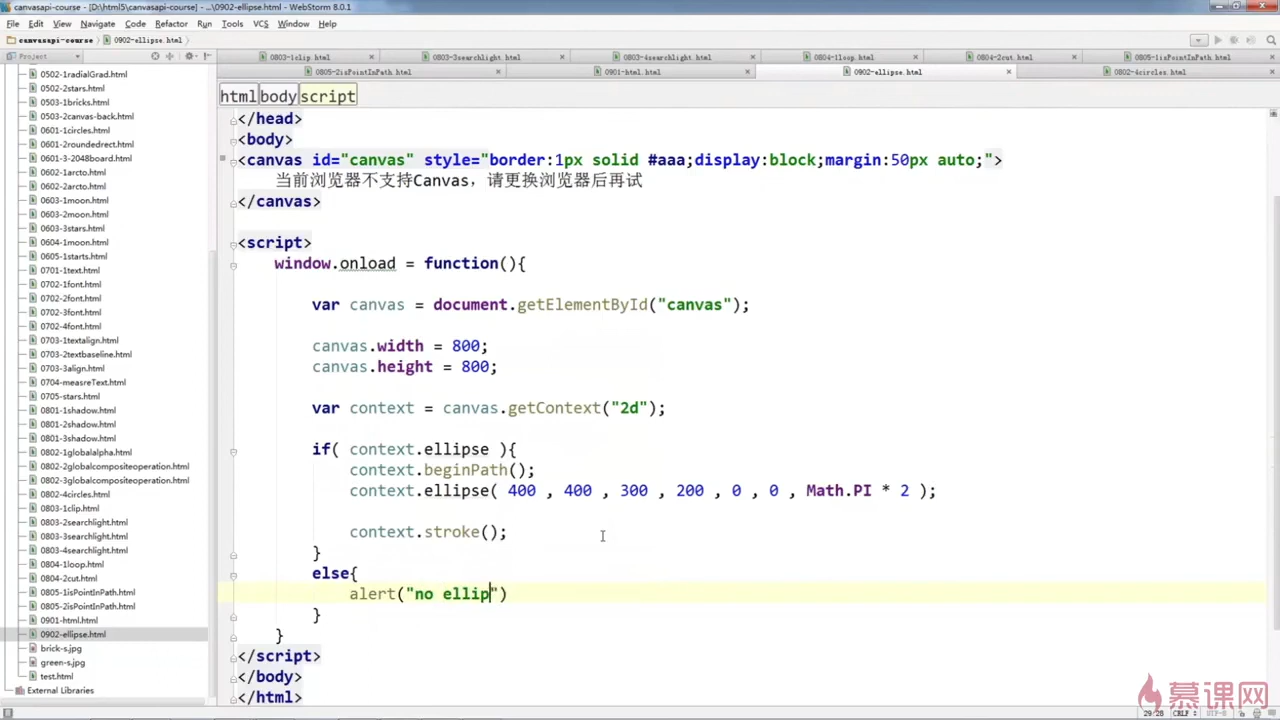 canvasapi-course - [D:\html5\canvasapi-course] - ...\0902-ellipse.html - WebStorm 8.0.1
File Edit View Navigate Code Refactor Run Tools VCS Window Help
canvasapi-course 0902-ellipse.html
Project
0803-1clip.html 0803-3searchlight.html 0803-4searchlight.html 0804-1loop.html 0804-2cut.html 0805-1isPointInPath.html
0805-2isPointInPath.html 0901-html.html 0902-ellipse.html 0802-4circles.html
0502-1radialGrad.html
0502-2stars.html
0503-1bricks.html
0503-2canvas-back.html
0601-1circles.html
0601-2roundedrect.html
0601-3-2048board.html
0602-1arcto.html
0602-2arcto.html
0603-1moon.html
0603-2moon.html
0603-3stars.html
0604-1moon.html
0605-1starts.html
0701-1text.html
0702-1font.html
0702-2font.html
0702-3font.html
0702-4font.html
0703-1textalign.html
0703-2textbaseline.html
0703-3align.html
0704-measreText.html
0705-stars.html
0801-1shadow.html
0801-2shadow.html
0801-3shadow.html
0802-1globalalpha.html
0802-2globalcompositeoperation.html
0802-3globalcompositeoperation.html
0802-4circles.html
0803-1clip.html
0803-2searchlight.html
0803-3searchlight.html
0803-4searchlight.html
0804-1loop.html
0804-2cut.html
0805-1isPointInPath.html
0805-2isPointInPath.html
0901-html.html
0902-ellipse.html
brick-s.jpg
green-s.jpg
test.html
External Libraries
html body script
</head>
<body>
<canvas id="canvas" style="border:1px solid #aaa;display:block;margin:50px auto;">
当前浏览器不支持Canvas，请更换浏览器后再试
</canvas>
<script>
window.onload = function(){
var canvas = document.getElementById("canvas");
canvas.width = 800;
canvas.height = 800;
var context = canvas.getContext("2d");
if( context.ellipse ){
context.beginPath();
context.ellipse( 400 , 400 , 300 , 200 , 0 , 0 , Math.PI * 2 );
context.stroke();
}
else{
alert("no ellip")
}
}
</script>
</body>
</html>
慕课网
29:28 CRLF UTF-8